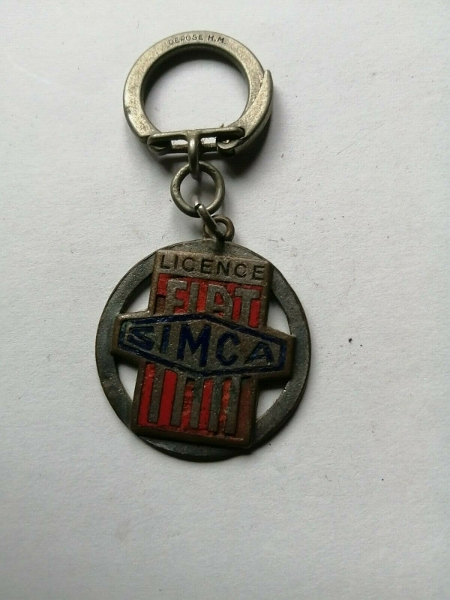 DEPOSE H.M.
LICENCE
FIAT
SIMCA